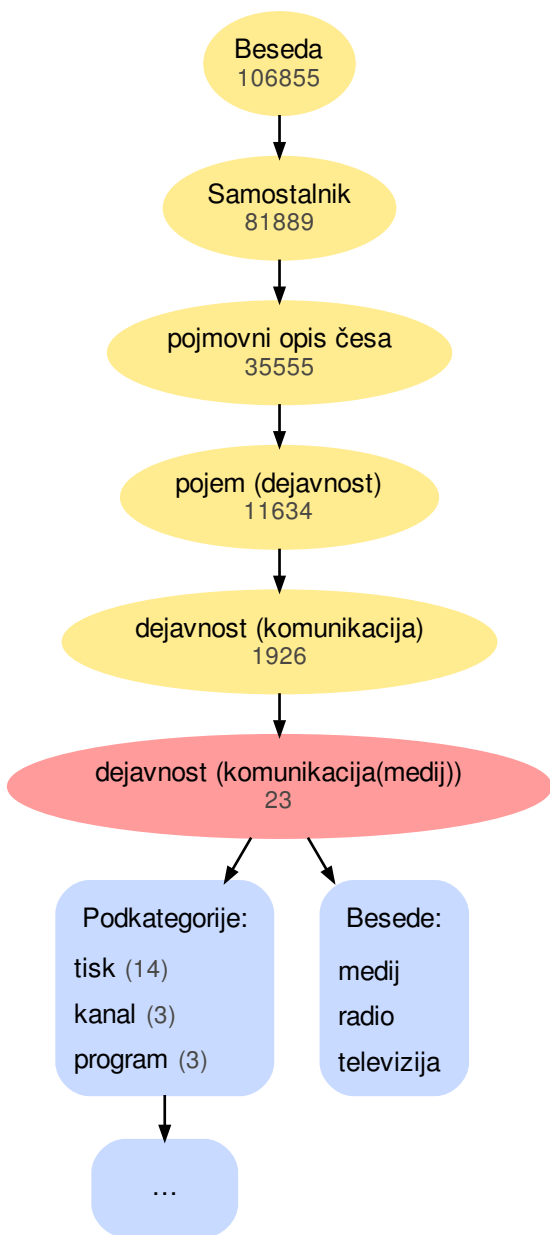 Beseda
106855
Samostalnik
81889
pojmovni opis česa
35555
pojem (dejavnost)
11634
dejavnost (komunikacija)
1926
dejavnost (komunikacija(medij))
23
Podkategorije:
tisk (14)
kanal (3)
program (3)
Besede:
medij
radio
televizija
...